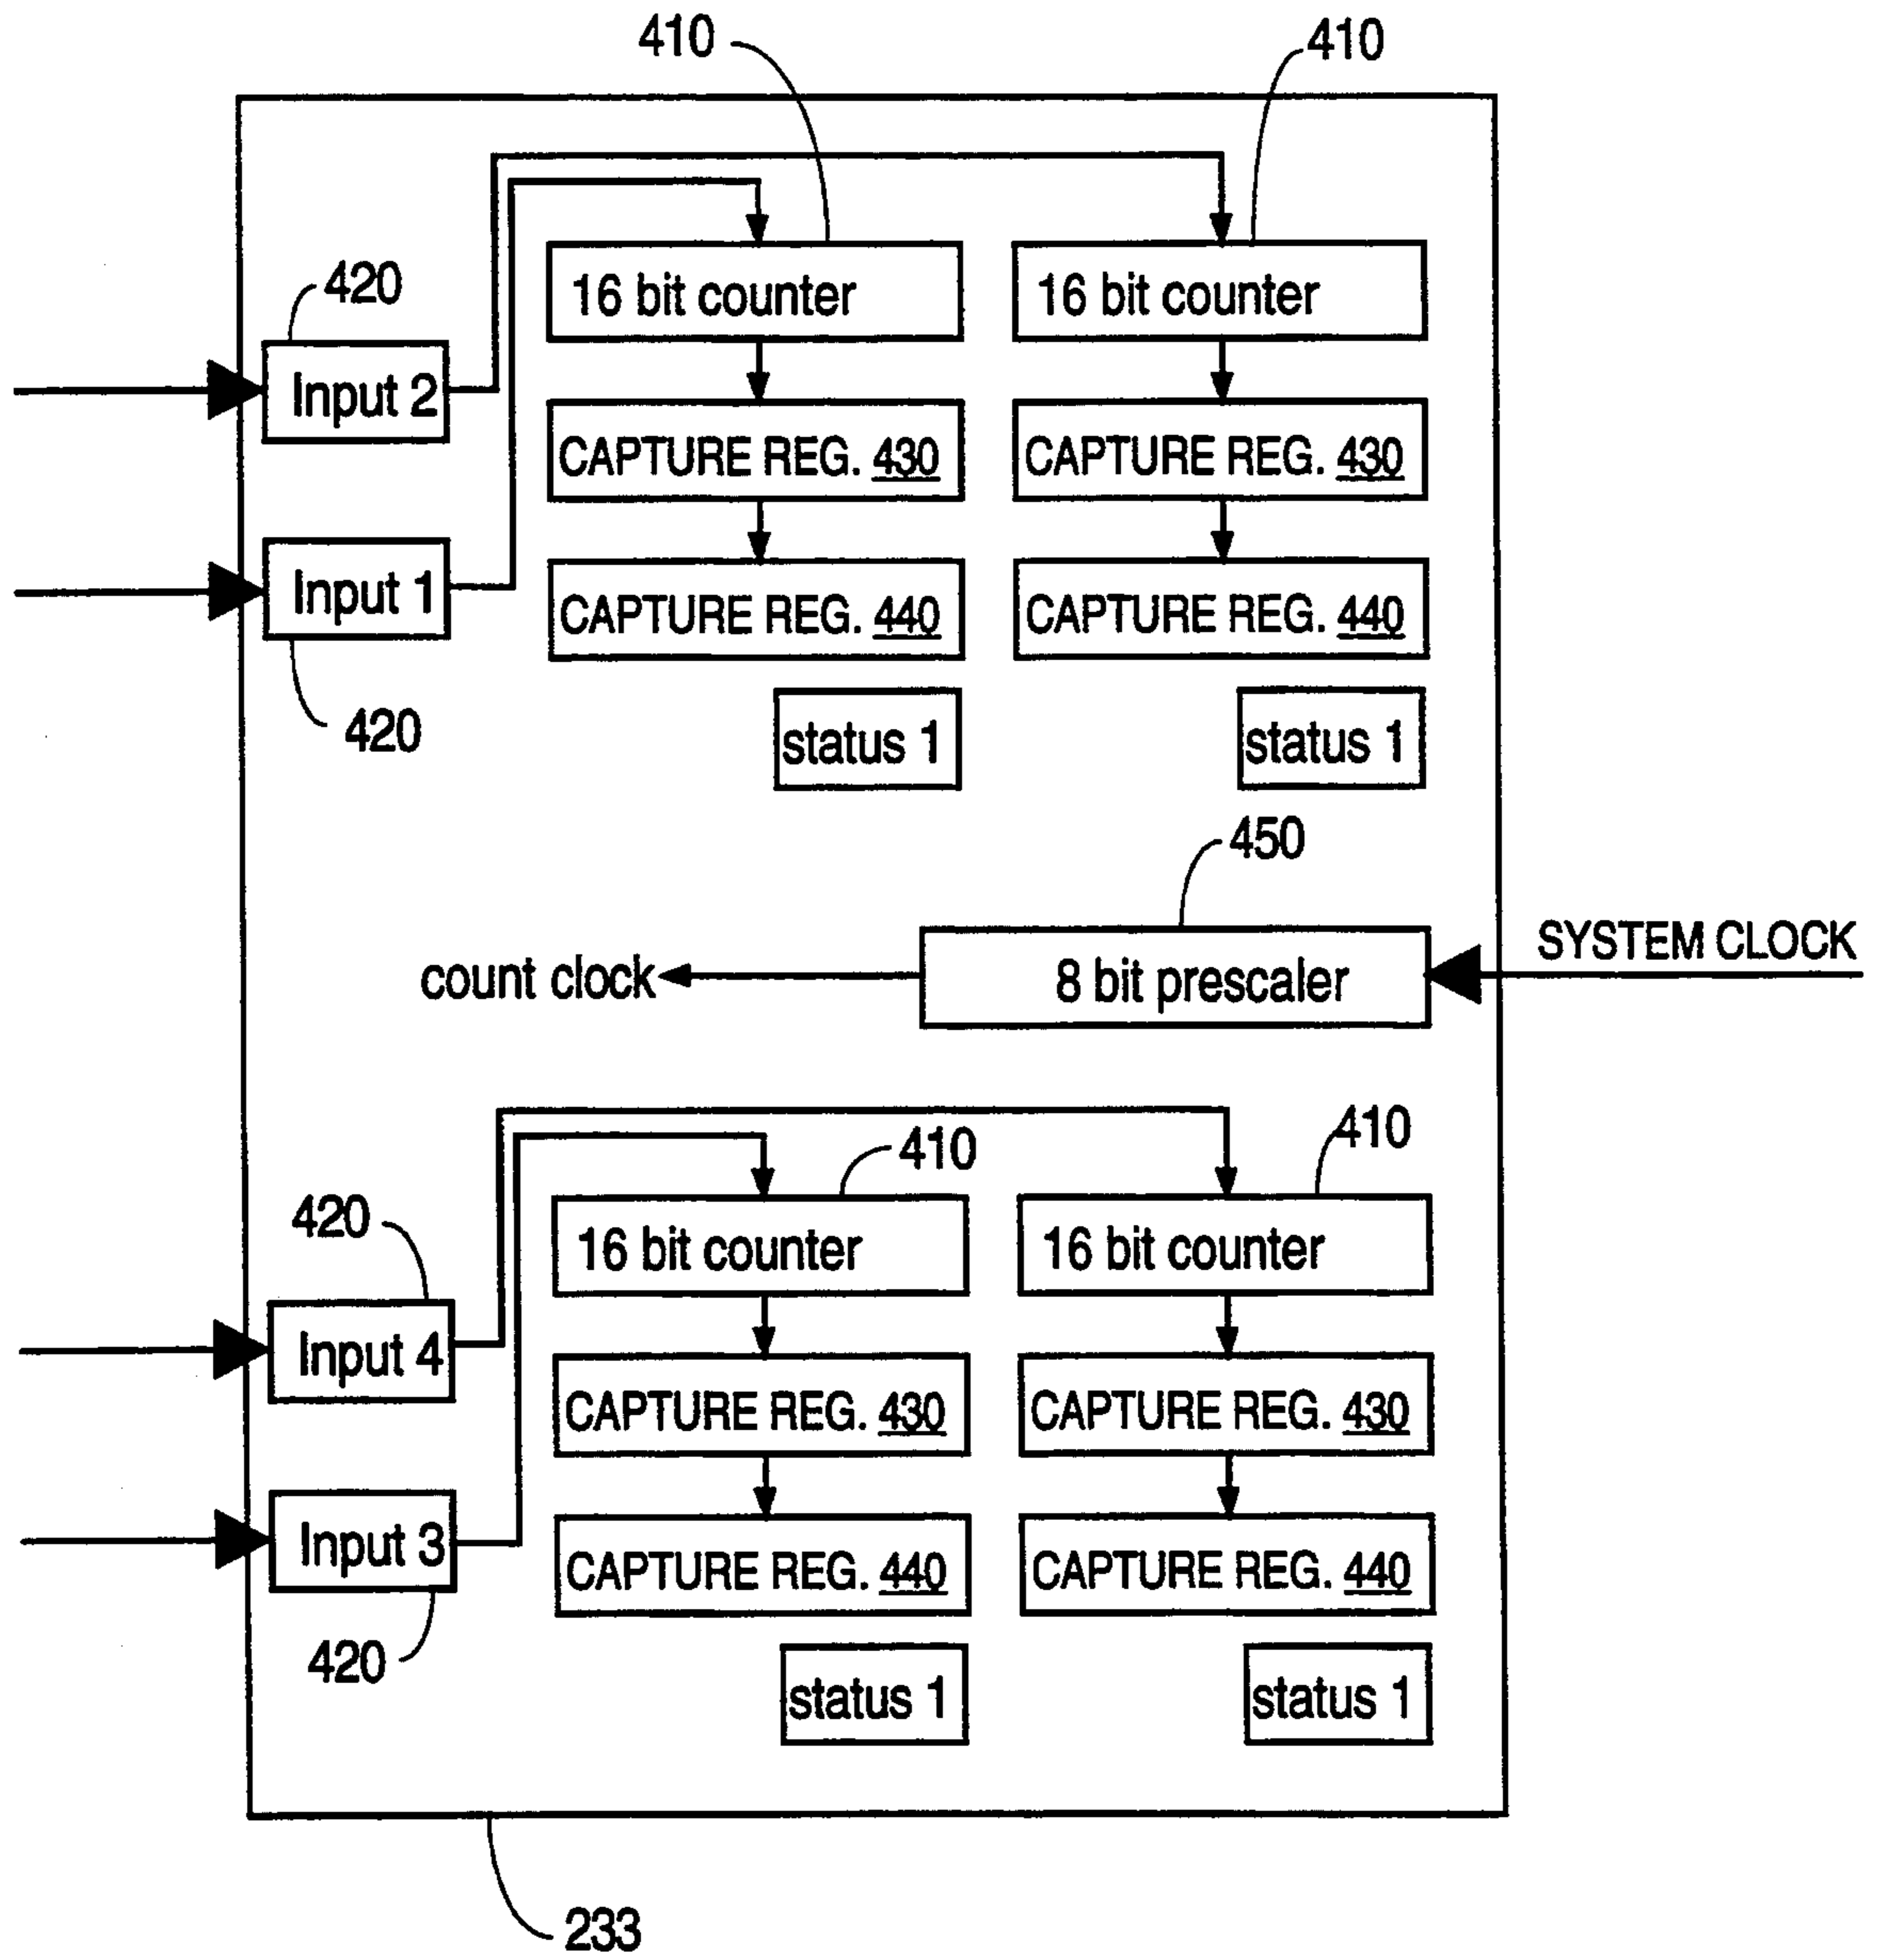 410
410
16 bit counter
16 bit counter
420
Input 2
CAPTURE REG. 430
CAPTURE REG. 430
Input 1
CAPTURE REG. 440
CAPTURE REG. 440
420
status 1
status 1
450
SYSTEM CLOCK
count clock
8 bit prescaler
410
410
420
16 bit counter
16 bit counter
Input 4
CAPTURE REG. 430
CAPTURE REG. 430
Input 3
CAPTURE REG. 440
CAPTURE REG. 440
420
status 1
status 1
233